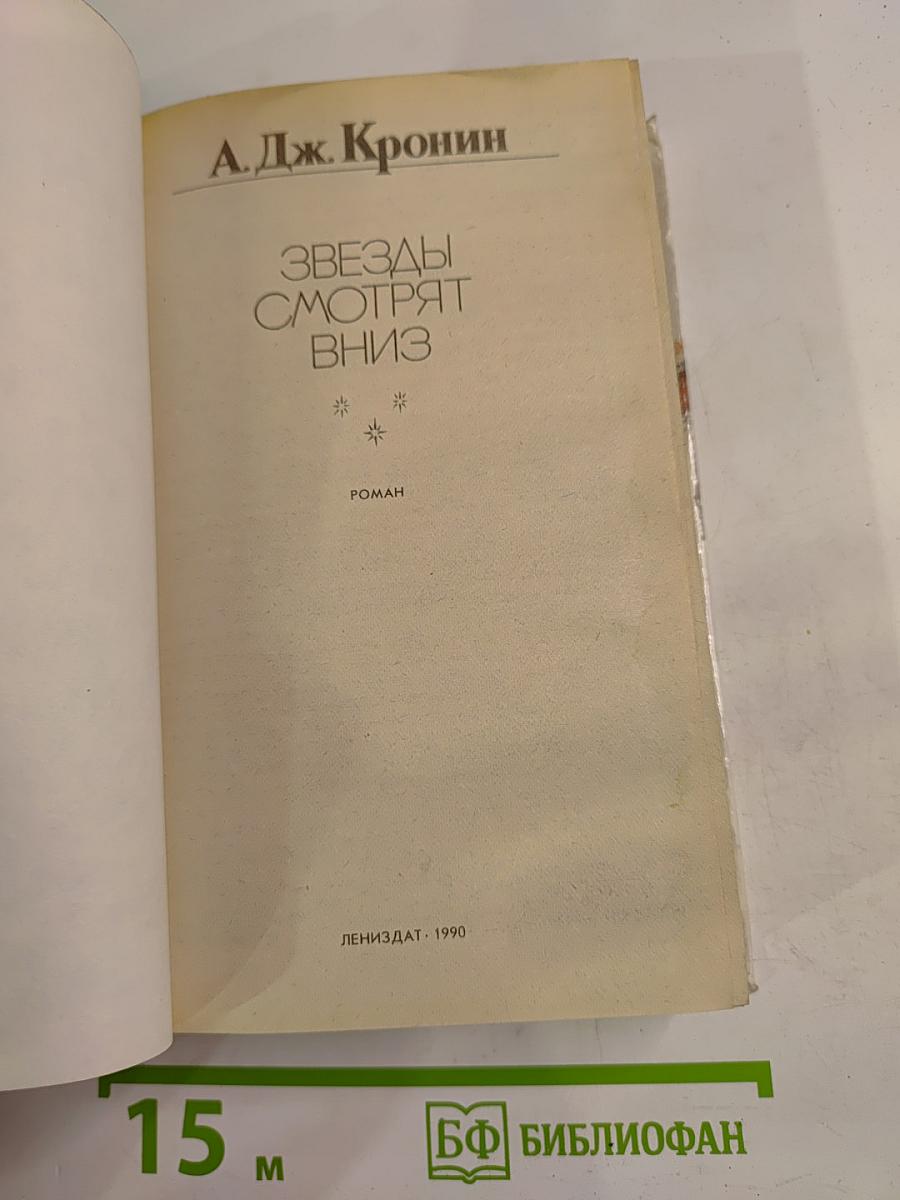 А. Дж. Кронин
ЗВЕЗДЫ
СМОТРЯТ
ВНИЗ
РОМАН
ЛЕНИЗДАТ · 1990
15 м
БФ БИБЛИОФАН